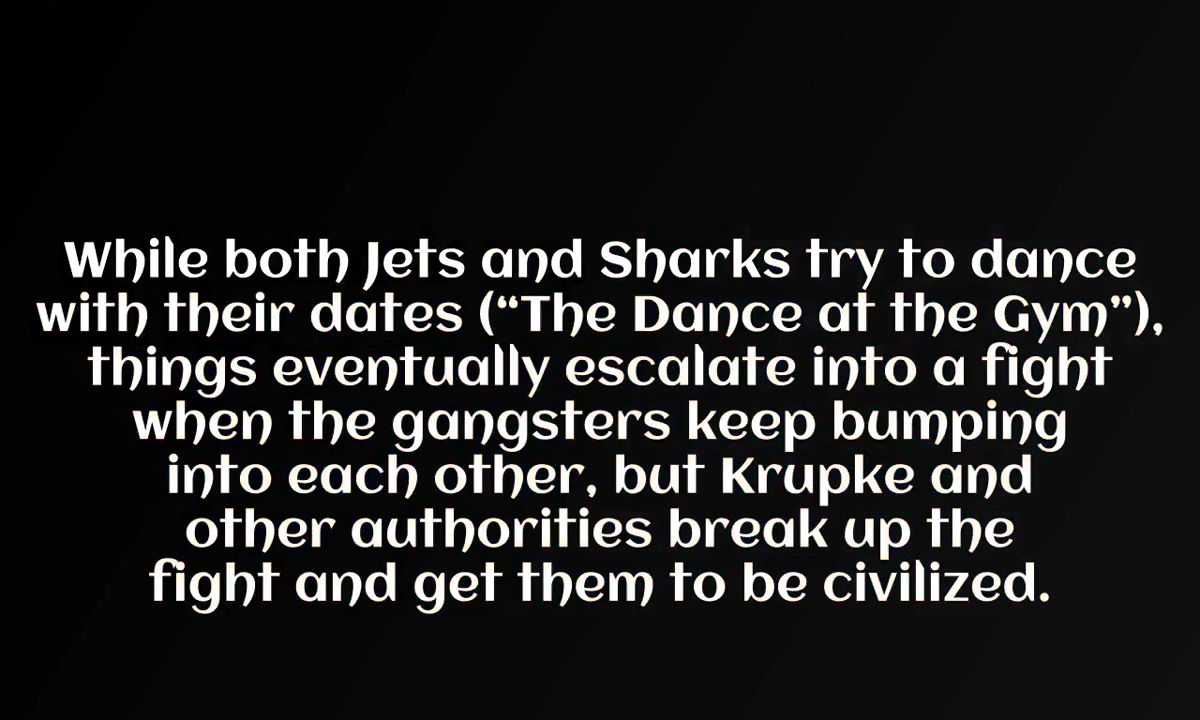 While both Jets and Sharks try to dance
with their dates (“The Dance at the Gym”),
things eventually escalate into a fight
when the gangsters keep bumping
into each other, but Krupke and
other authorities break up the
fight and get them to be civilized.